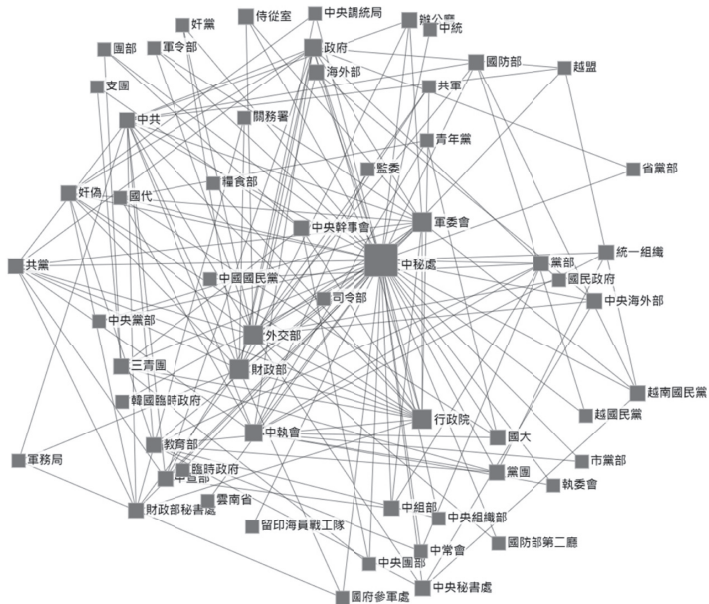 侍從室
中央調統局
辦公廳
奸黨
中統
團部
軍令部
政府
國防部
越盟
海外部
支團
共軍
中共
關務署
青年黨
監委
省黨部
糧食部
奸偽
國代
軍委會
中央幹事會
統一組織
中秘處
黨部
共黨
中國國民黨
國民政府
司令部
中央海外部
中央黨部
外交部
三青團
財政部
越南國民黨
韓國臨時政府
越國民黨
行政院
中執會
國大
教育部
軍務局
市黨部
臨時政府
黨團
中宣部
執委會
雲南省
財政部秘書處
中組部
中央組織部
留印海員戰工隊
國防部第二廳
中常會
中央團部
中央秘書處
國府參軍處